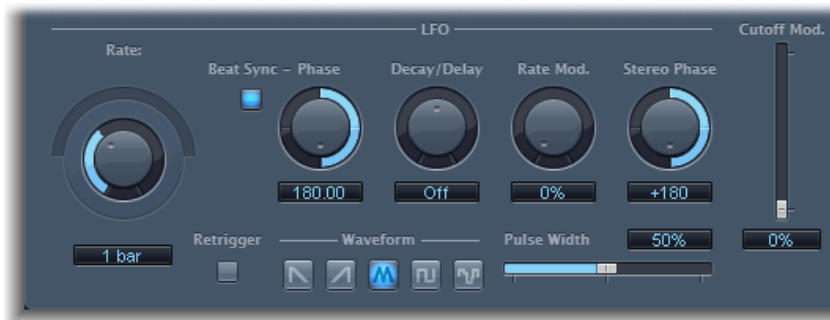 LFO
Cutoff Mod.
Rate:
Beat Sync – Phase
Decay/Delay
Rate Mod.
Stereo Phase
180.00
Off
0%
+180
1 bar
Retrigger
Waveform
Pulse Width
50%
0%